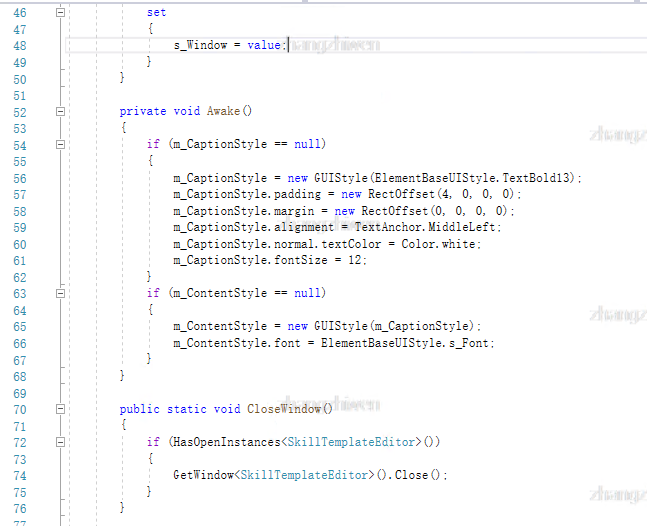 46 set
47 {
48 s_Window = value;
49 }
50 }
51
52 private void Awake()
53 {
54 if (m_CaptionStyle == null)
55 {
56 m_CaptionStyle = new GUIStyle(ElementBaseUIStyle.TextBold13);
57 m_CaptionStyle.padding = new RectOffset(4, 0, 0, 0);
58 m_CaptionStyle.margin = new RectOffset(0, 0, 0, 0);
59 m_CaptionStyle.alignment = TextAnchor.MiddleLeft;
60 m_CaptionStyle.normal.textColor = Color.white;
61 m_CaptionStyle.fontSize = 12;
62 }
63 if (m_ContentStyle == null)
64 {
65 m_ContentStyle = new GUIStyle(m_CaptionStyle);
66 m_ContentStyle.font = ElementBaseUIStyle.s_Font;
67 }
68 }
69
70 public static void CloseWindow()
71 {
72 if (HasOpenInstances<SkillTemplateEditor>())
73 {
74 GetWindow<SkillTemplateEditor>().Close();
75 }
76 }
77